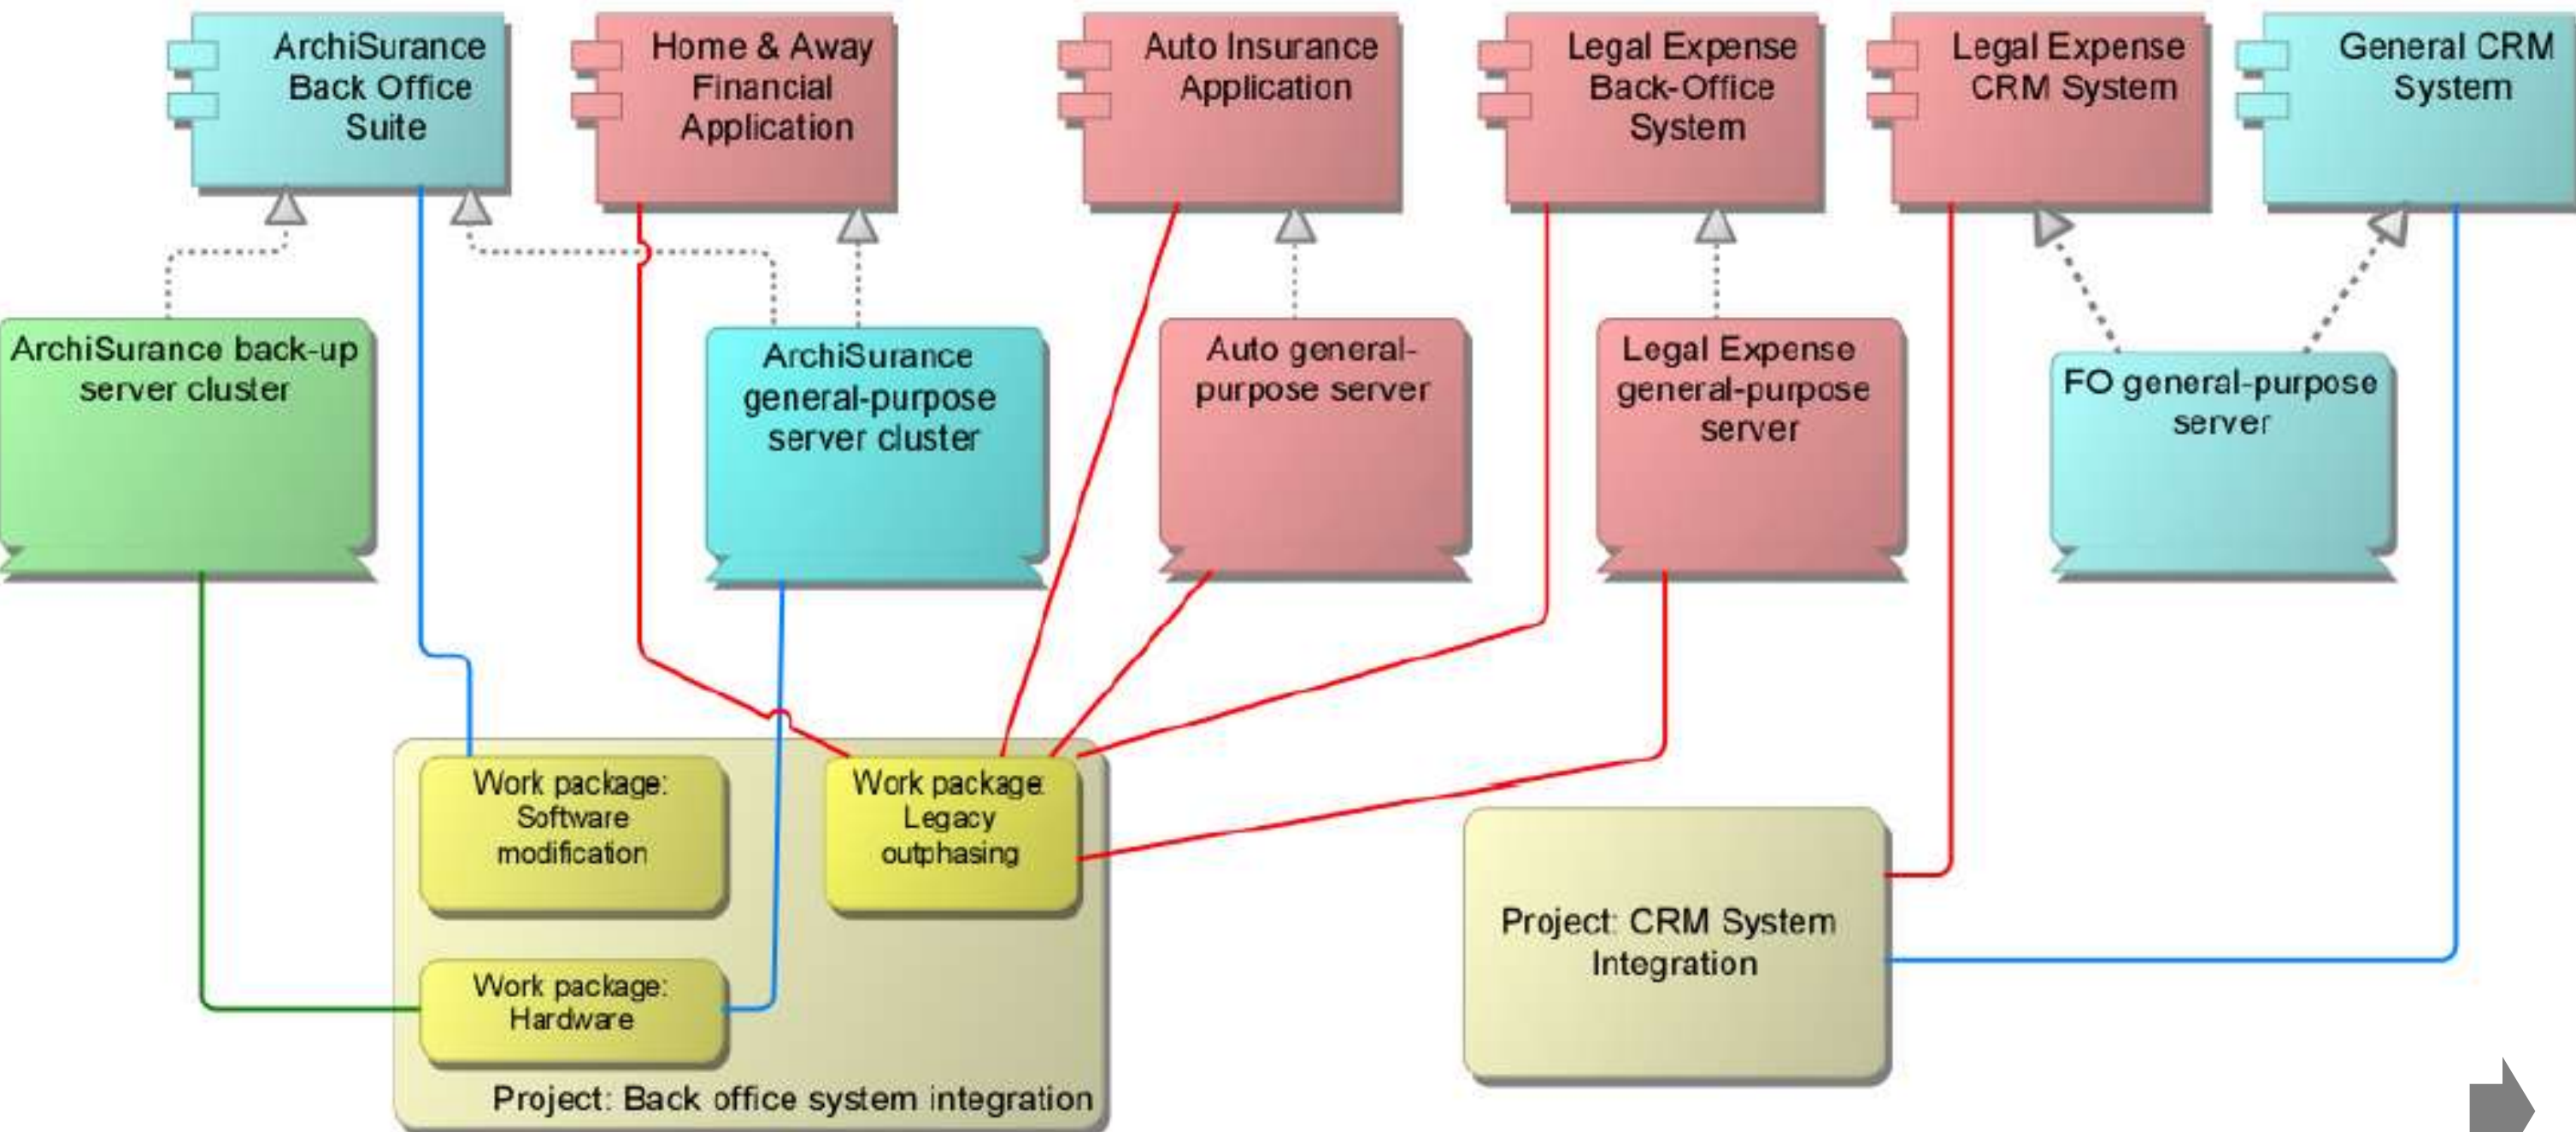 ArchiSurance
Back Office
Suite
Home & Away
Financial
Application
Auto Insurance
Application
Legal Expense
Back-Office
System
Legal Expense
CRM System
General CRM
System
ArchiSurance back-up
server cluster
ArchiSurance
general-purpose
server cluster
Auto general-
purpose server
Legal Expense
general-purpose
server
FO general-purpose
server
Work package:
Software
modification
Work package:
Legacy
outphasing
Work package:
Hardware
Project: Back office system integration
Project: CRM System
Integration